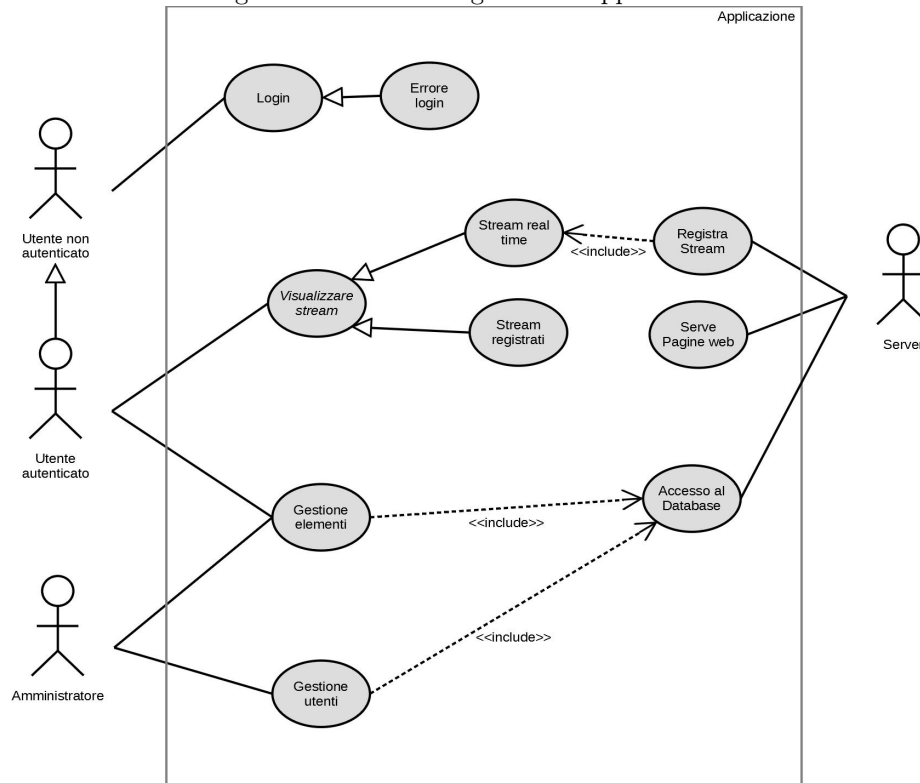 Applicazione
Login
Errore
login
Utente non
autenticato
Stream real
time
<<include>>
Registra
Stream
Visualizzare
stream
Stream
registrati
Serve
Pagine web
Utente
autenticato
Gestione
elementi
<<include>>
Accesso al
Database
<<include>>
Amministratore
Gestione
utenti